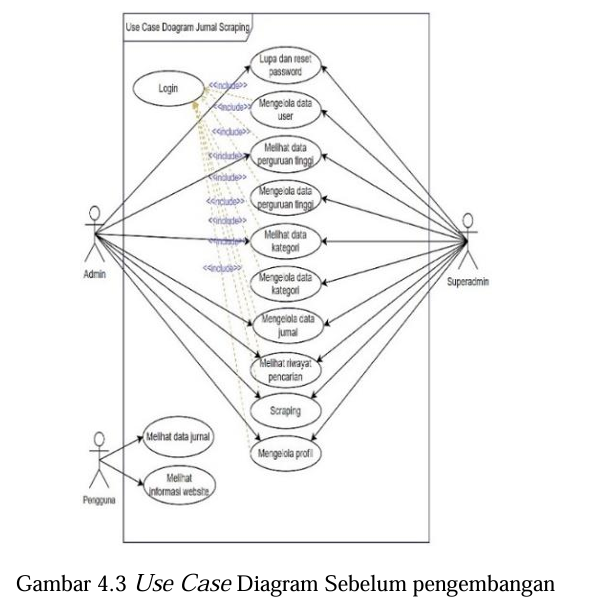 Use Case Doagram Jurnal Scraping
Lupa dan reset
password
Login
<<include>>
<<include>>
Mengelola data
user
<<include>>
Melihat data
perguruan tinggi
<<include>>
<<include>>
Mengelola data
perguruan tinggi
<<include>>
<<include>>
Melihat data
kategori
<<include>>
Admin
Superadmin
<<include>>
Mengelola data
kategori
Mengelola data
jurnal
Melihat riwayat
pencarian
Scraping
Melihat data jurnal
Mengelola profil
Pengguna
Melihat
informasi website
Gambar 4.3 Use Case Diagram Sebelum pengembangan